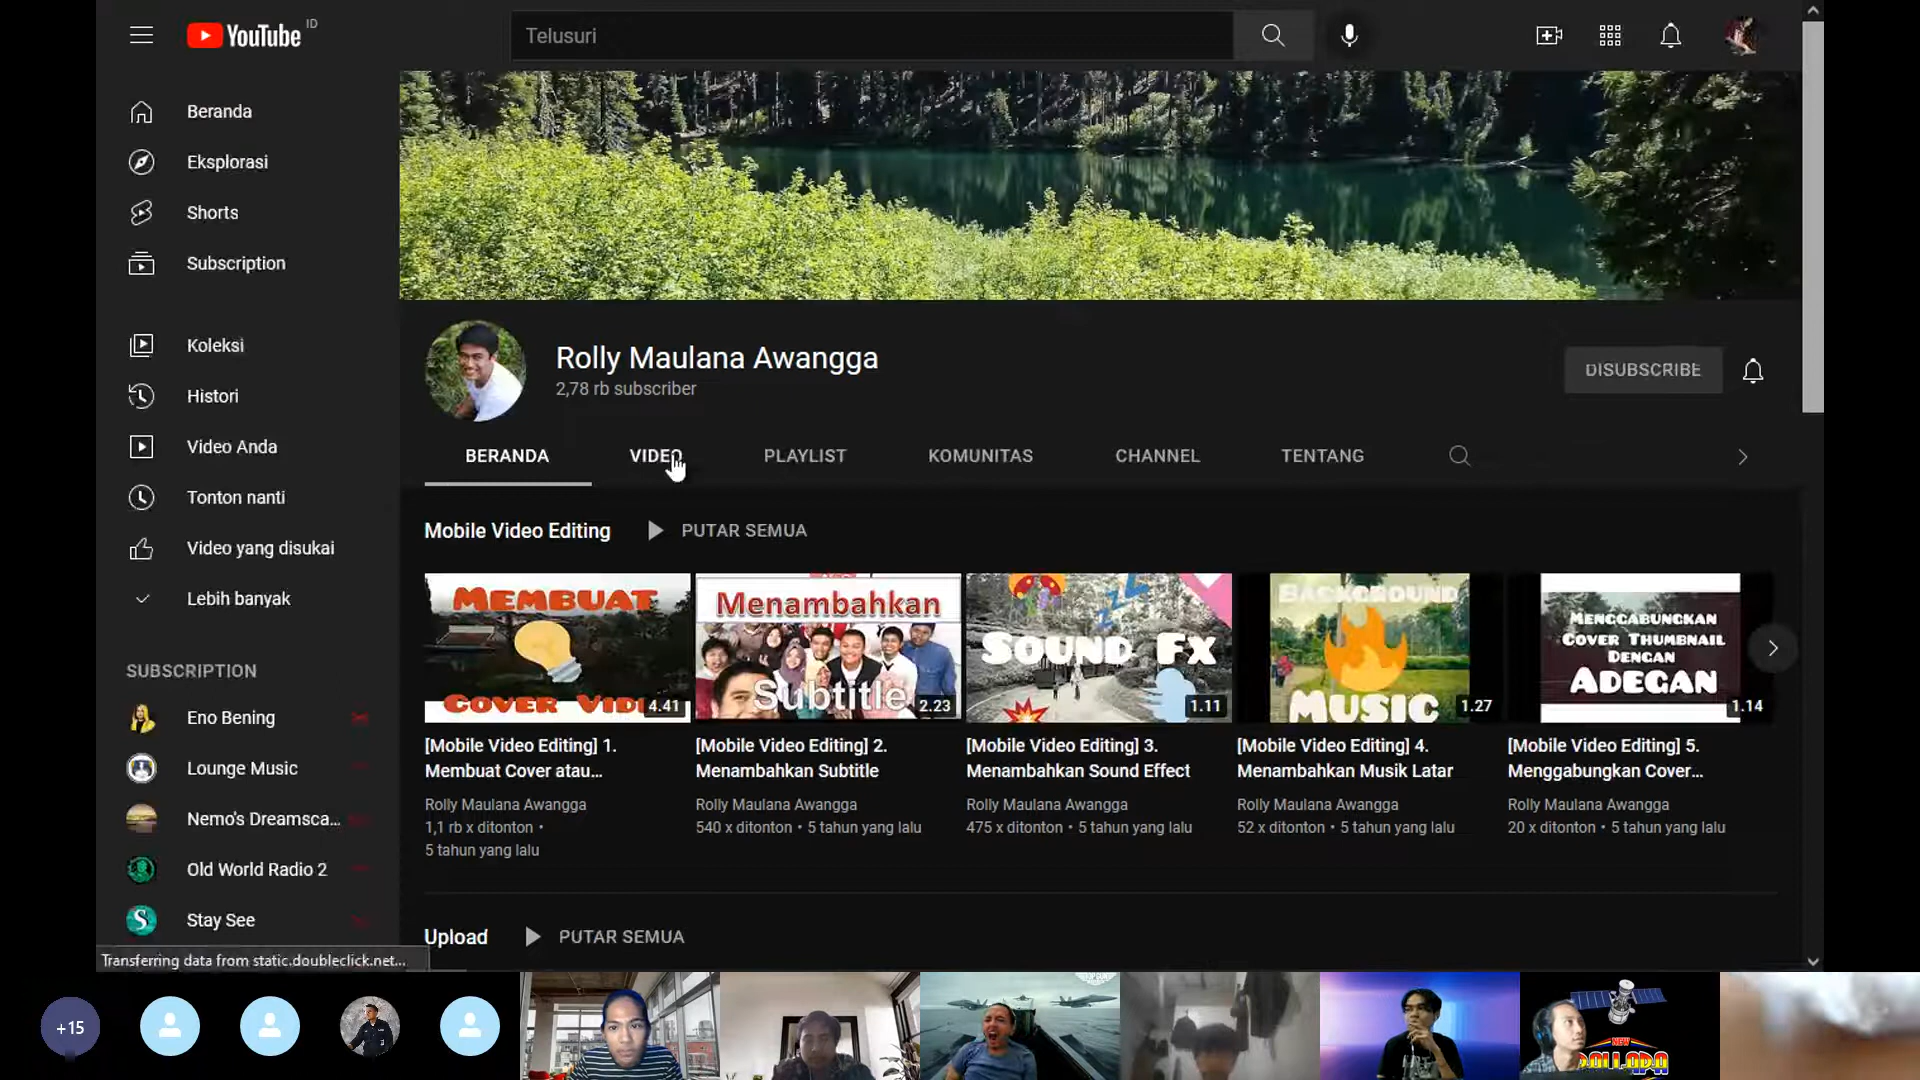 YouTube ID
Telusuri
Beranda
Eksplorasi
Shorts
Subscription
Koleksi
Histori
Video Anda
Tonton nanti
Video yang disukai
Lebih banyak
SUBSCRIPTION
Eno Bening
Lounge Music
Nemo's Dreamsca...
Old World Radio 2
Stay See
Transferring data from static.doubleclick.net...
Rolly Maulana Awangga
2,78 rb subscriber
DISUBSCRIBE
BERANDA
VIDEO
PLAYLIST
KOMUNITAS
CHANNEL
TENTANG
Mobile Video Editing
PUTAR SEMUA
MEMBUAT
COVER VID
4.41
[Mobile Video Editing] 1.
Membuat Cover atau...
Rolly Maulana Awangga
1,1 rb x ditonton •
5 tahun yang lalu
Menambahkan
Subtitle
2.23
[Mobile Video Editing] 2.
Menambahkan Subtitle
Rolly Maulana Awangga
540 x ditonton • 5 tahun yang lalu
SOUND FX
1.11
[Mobile Video Editing] 3.
Menambahkan Sound Effect
Rolly Maulana Awangga
475 x ditonton • 5 tahun yang lalu
BACKGROUND
MUSIC
1.27
[Mobile Video Editing] 4.
Menambahkan Musik Latar
Rolly Maulana Awangga
52 x ditonton • 5 tahun yang lalu
MENGGABUNGKAN
COVER THUMBNAIL
DENGAN
ADEGAN
1.14
[Mobile Video Editing] 5.
Menggabungkan Cover...
Rolly Maulana Awangga
20 x ditonton • 5 tahun yang lalu
Upload
PUTAR SEMUA
+15
NEW